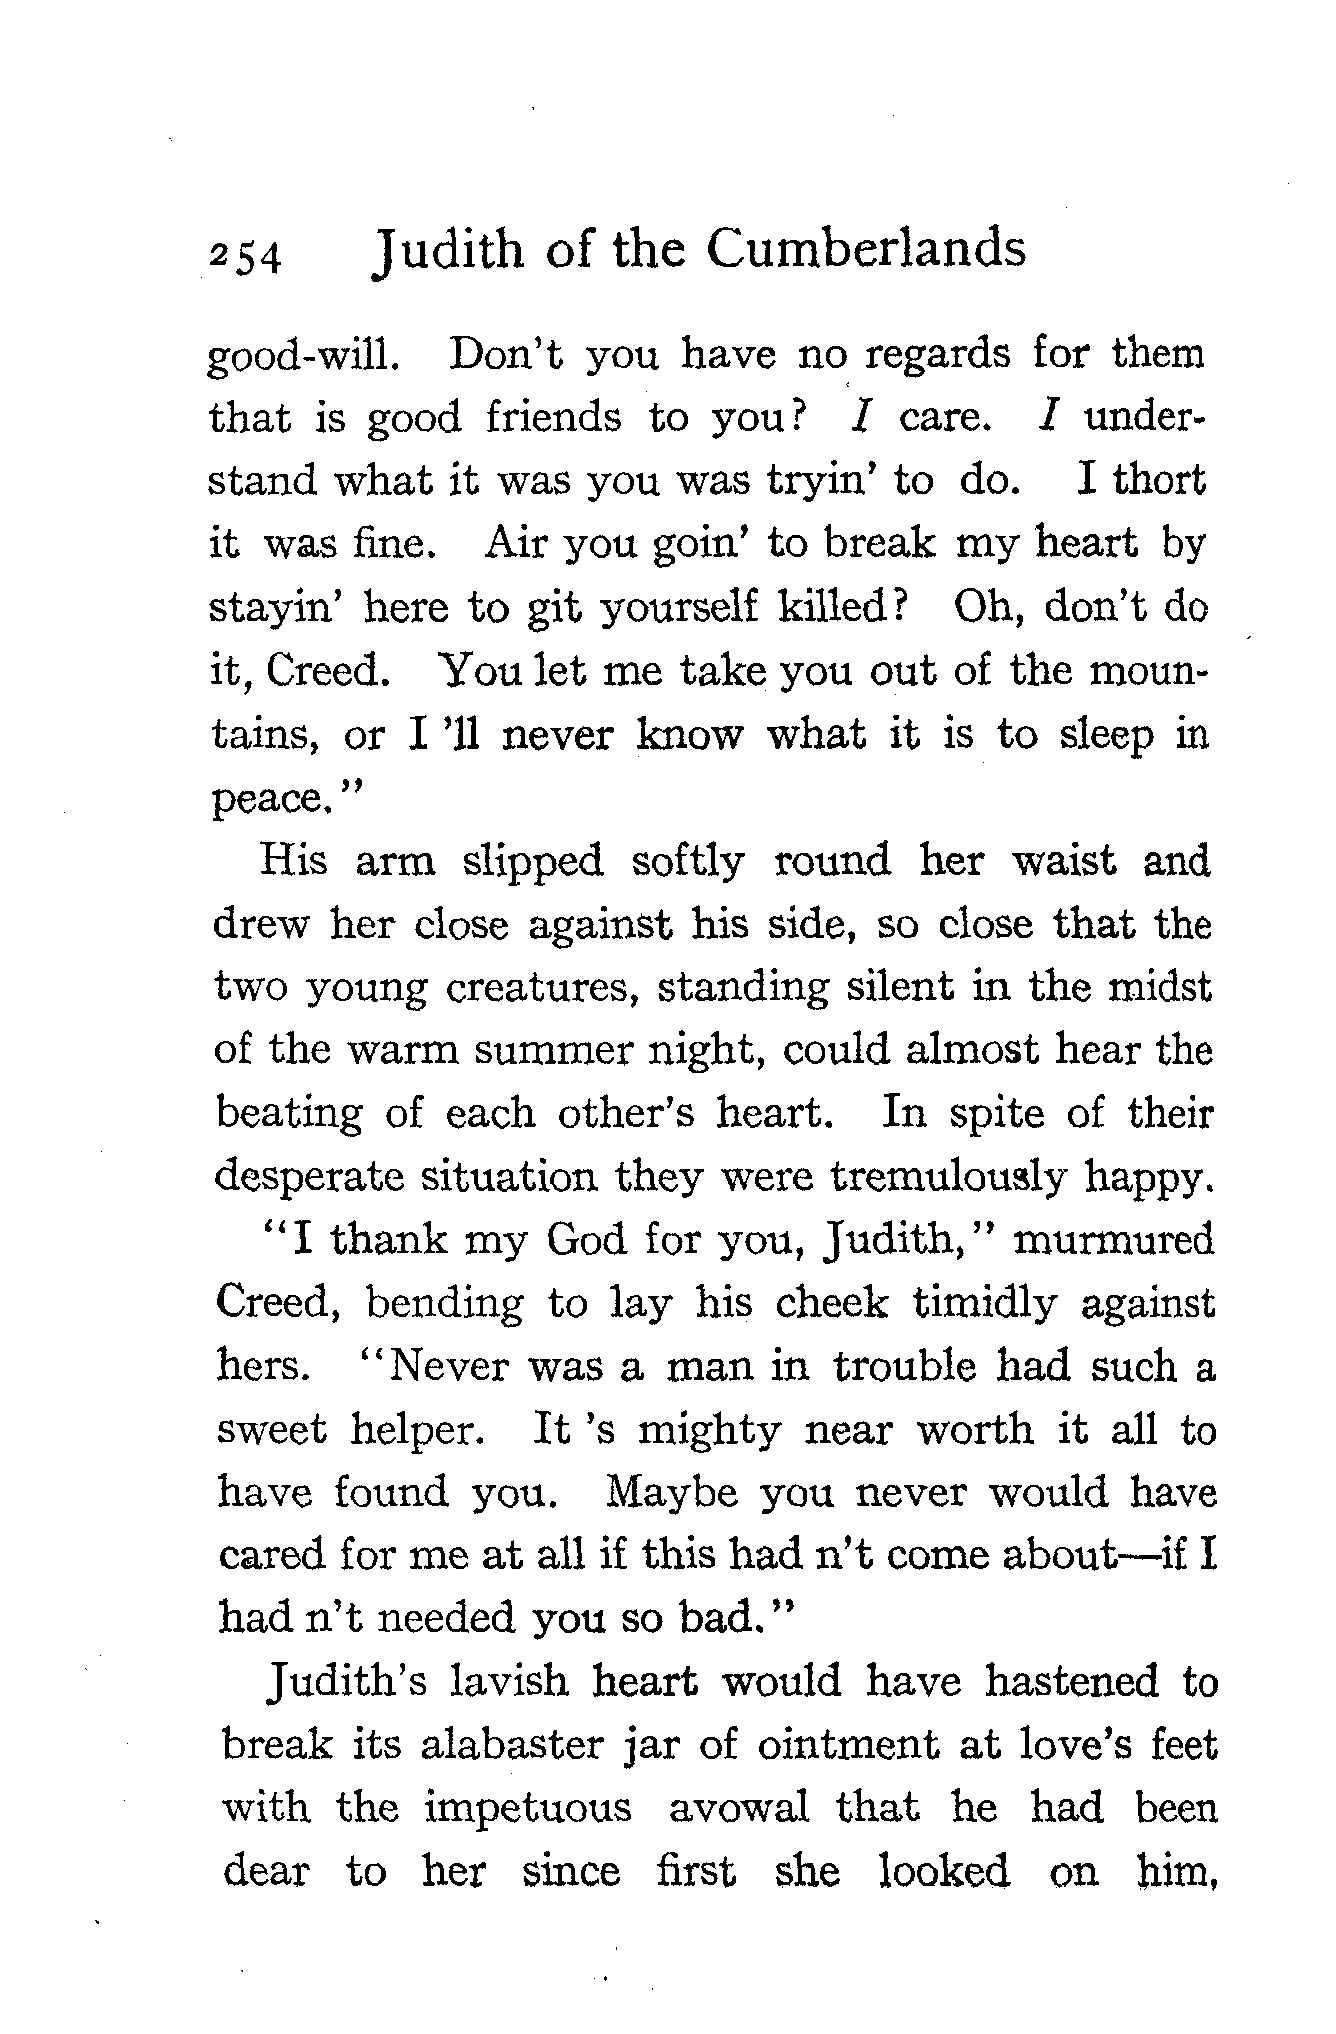 254 Judith of the Cumberlands
good-will. Don't you have no regards for them
that is good friends to you? I care. I under-
stand what it was you was tryin' to do. I thort
it was fine. Air you goin' to break my heart by
stayin' here to git yourself killed? Oh, don't do
it, Creed. You let me take you out of the moun-
tains, or I 'll never know what it is to sleep in
peace."
His arm slipped softly round her waist and
drew her close against his side, so close that the
two young creatures, standing silent in the midst
of the warm summer night, could almost hear the
beating of each other's heart. In spite of their
desperate situation they were tremulously happy.
"I thank my God for you, Judith," murmured
Creed, bending to lay his cheek timidly against
hers. "Never was a man in trouble had such a
sweet helper. It 's mighty near worth it all to
have found you. Maybe you never would have
cared for me at all if this had n't come about—if I
had n't needed you so bad."
Judith's lavish heart would have hastened to
break its alabaster jar of ointment at love's feet
with the impetuous avowal that he had been
dear to her since first she looked on him,